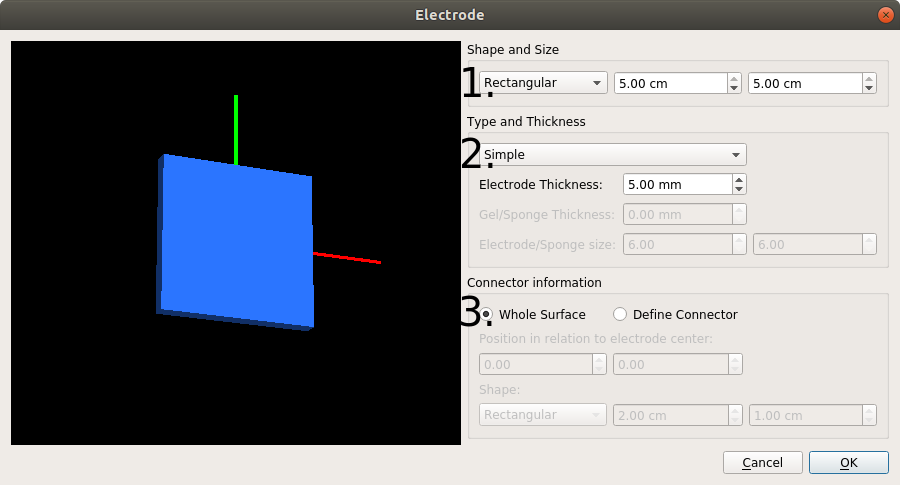 Electrode
Shape and Size
1. Rectangular 5.00 cm 5.00 cm
Type and Thickness
2. Simple
Electrode Thickness: 5.00 mm
Gel/Sponge Thickness: 0.00 mm
Electrode/Sponge size: 6.00 6.00
Connector information
3. Whole Surface Define Connector
Position in relation to electrode center:
0.00 0.00
Shape:
Rectangular 2.00 cm 1.00 cm
Cancel OK